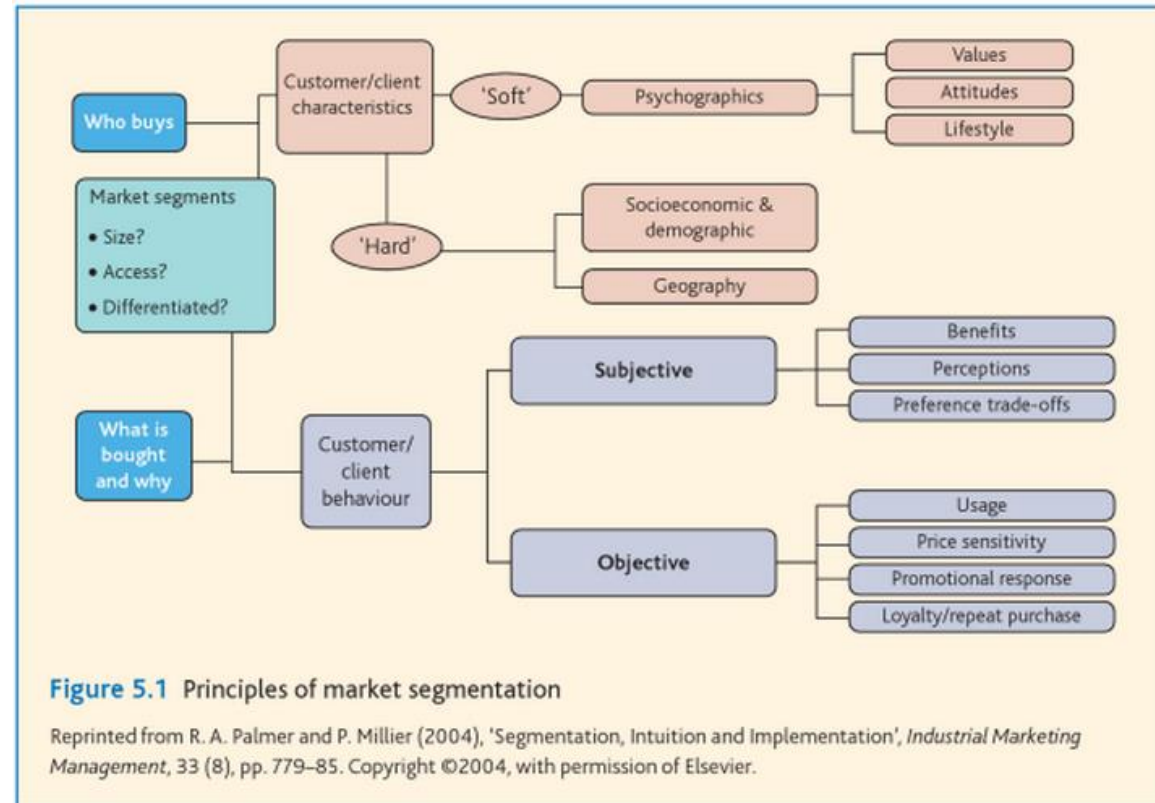 Who buys
Customer/client
characteristics
'Soft'
Psychographics
Values
Attitudes
Lifestyle
Market segments
• Size?
• Access?
• Differentiated?
'Hard'
Socioeconomic &
demographic
Geography
What is
bought
and why
Customer/
client
behaviour
Subjective
Benefits
Perceptions
Preference trade-offs
Objective
Usage
Price sensitivity
Promotional response
Loyalty/repeat purchase
Figure 5.1 Principles of market segmentation
Reprinted from R. A. Palmer and P. Millier (2004), 'Segmentation, Intuition and Implementation', Industrial Marketing
Management, 33 (8), pp. 779–85. Copyright ©2004, with permission of Elsevier.